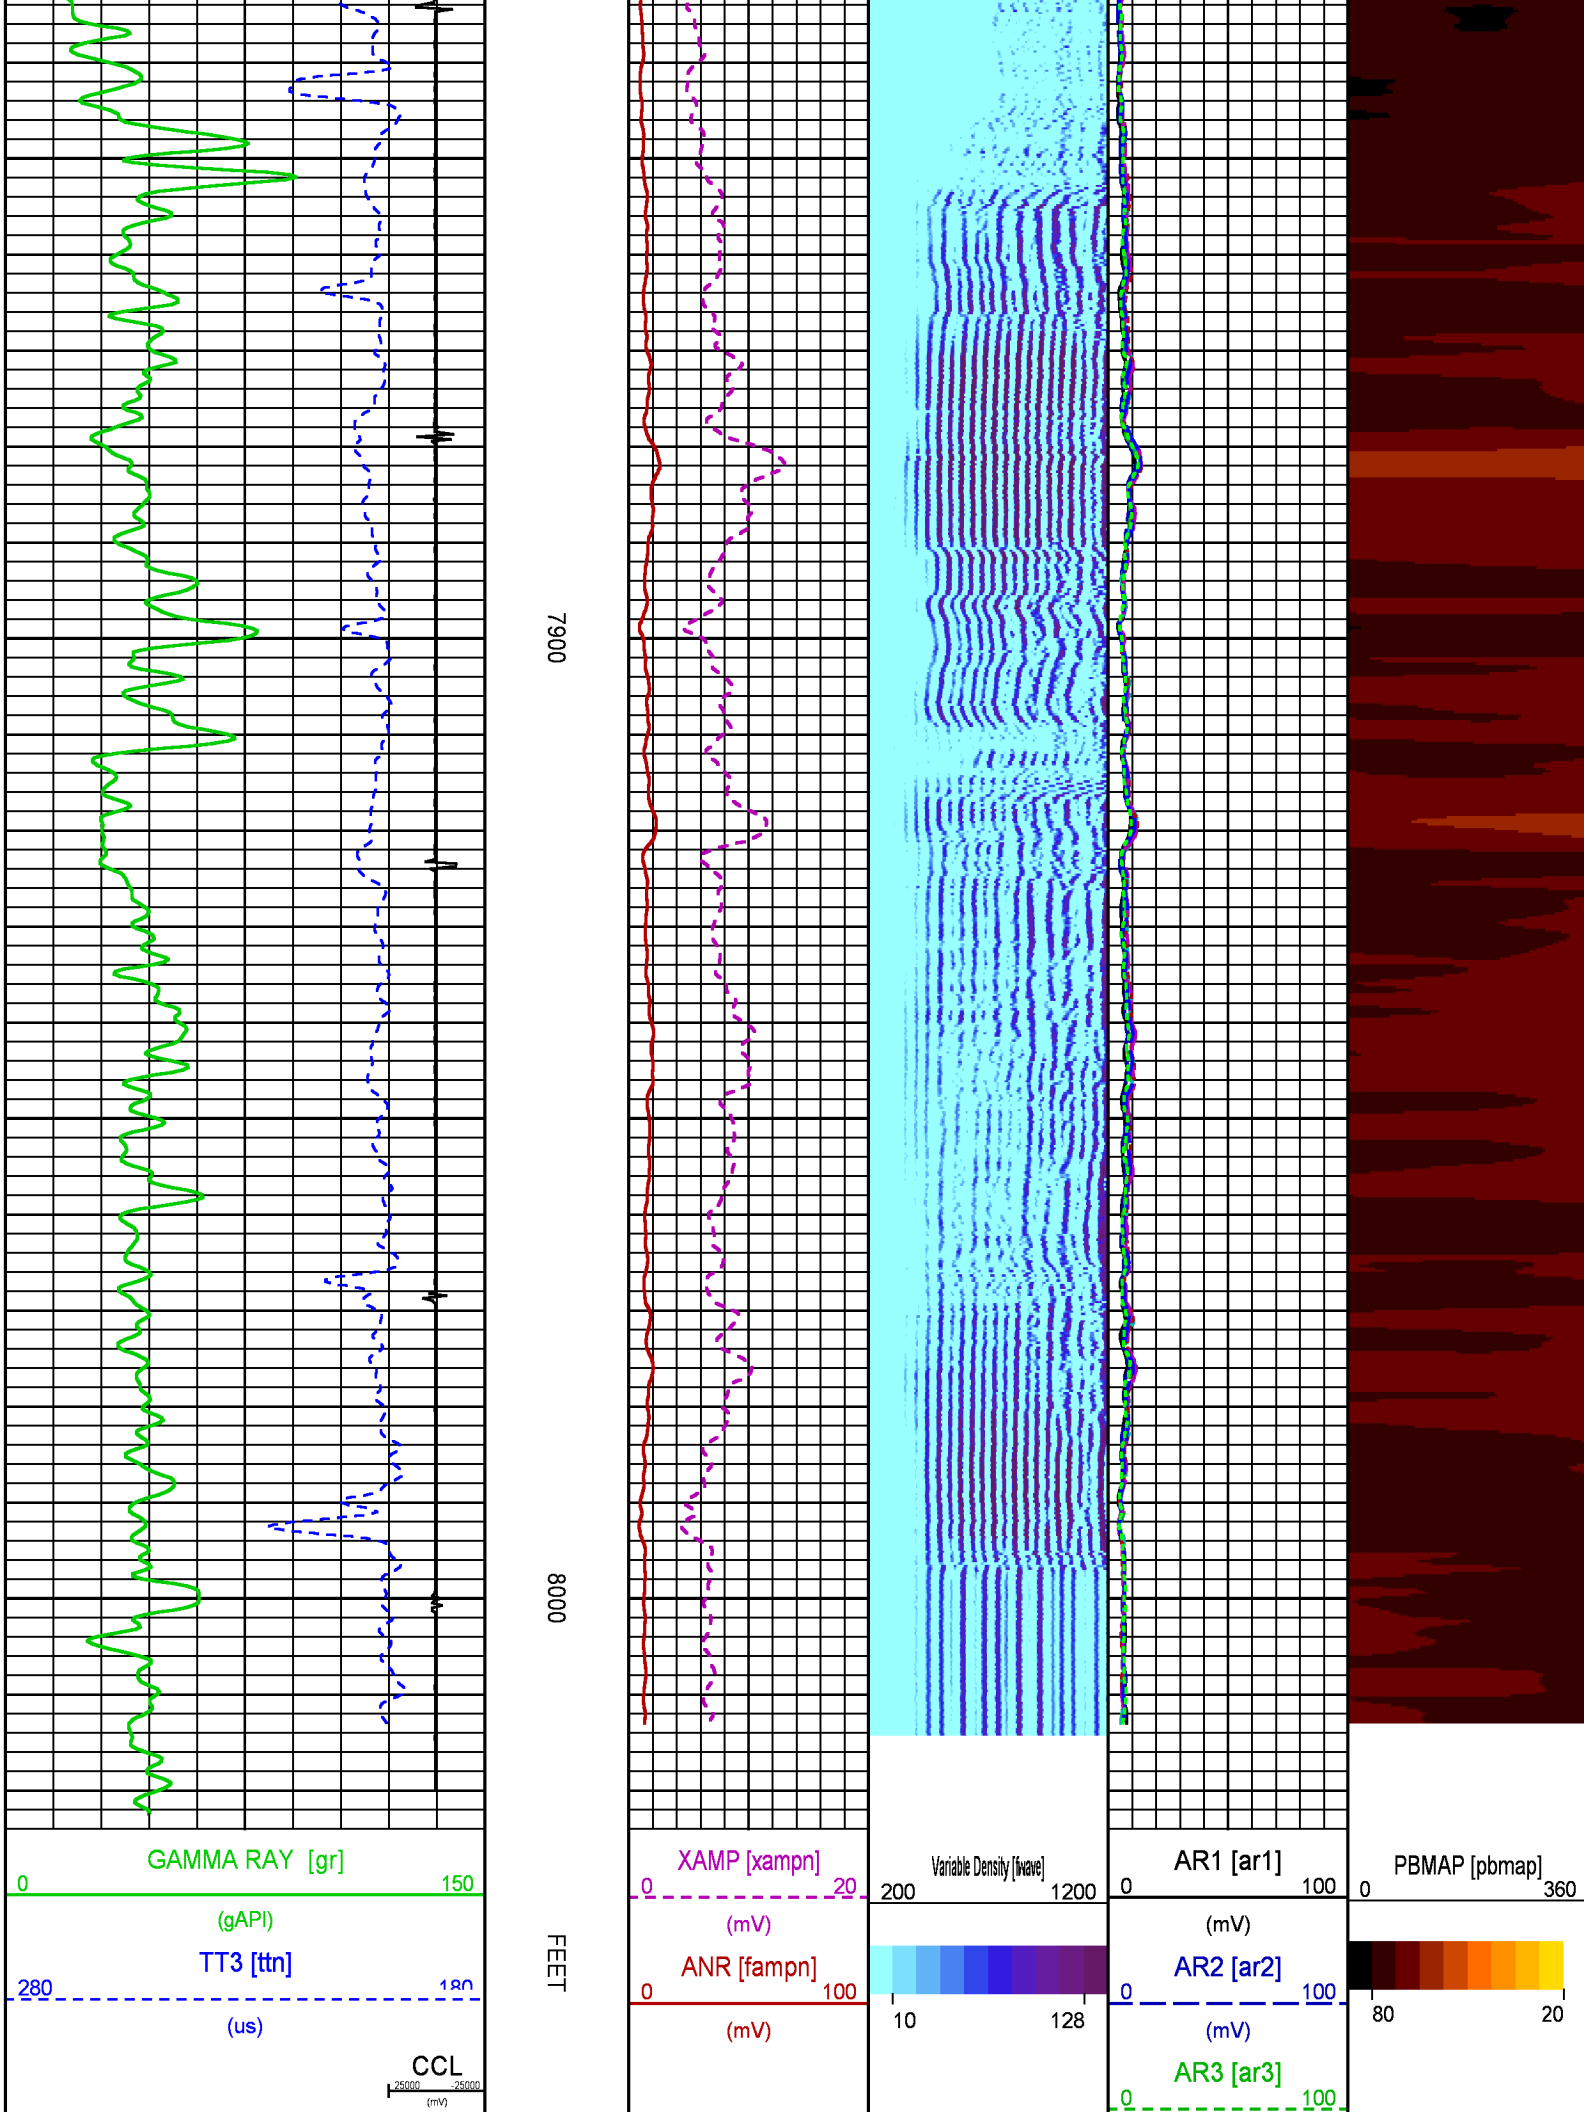 7900
8000
FEET
GAMMA RAY [gr]
0 150
(gAPI)
TT3 [ttn]
280 180
(us)
CCL
25000 -25000
(mV)
XAMP [xampn]
0 20
(mV)
ANR [fampn]
0 100
(mV)
Variable Density [fwave]
200 1200
10 128
AR1 [ar1]
0 100
(mV)
AR2 [ar2]
0 100
(mV)
AR3 [ar3]
0 100
PBMAP [pbmap]
0 360
80 20